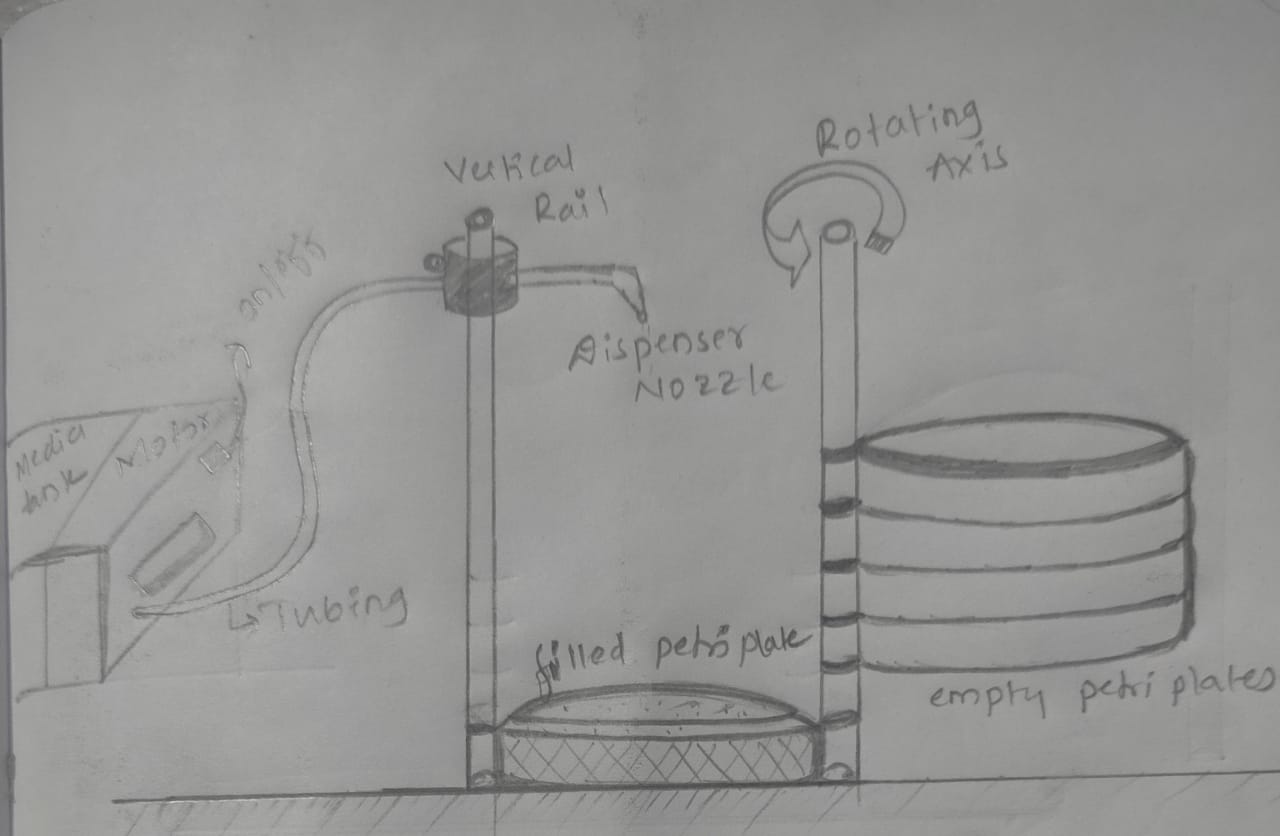 Vertical
Rail
Rotating
Axis
on/off
Dispenser
Nozzle
Media
tank
Motor
Tubing
filled petri plate
empty petri plates